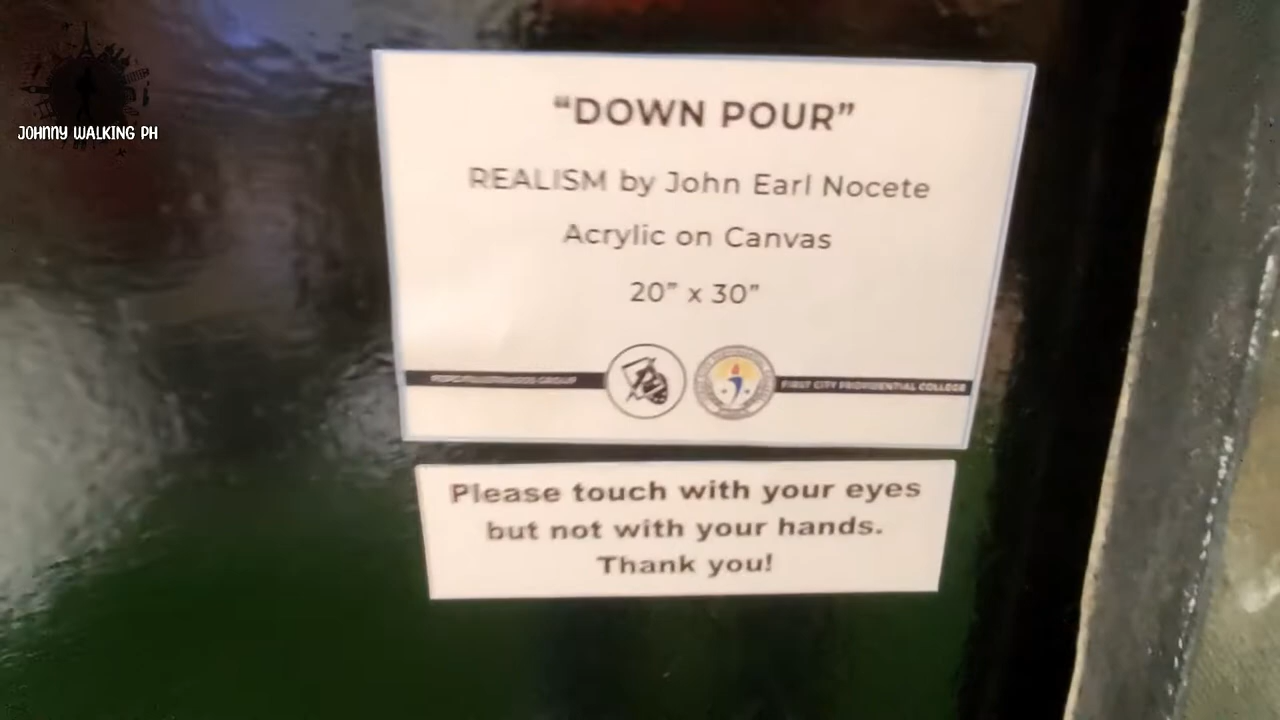 JOHNNY WALKING PH
“DOWN POUR”
REALISM by John Earl Nocete
Acrylic on Canvas
20” x 30”
FIRST CITY PROVIDENTIAL COLLEGE
Please touch with your eyes
but not with your hands.
Thank you!